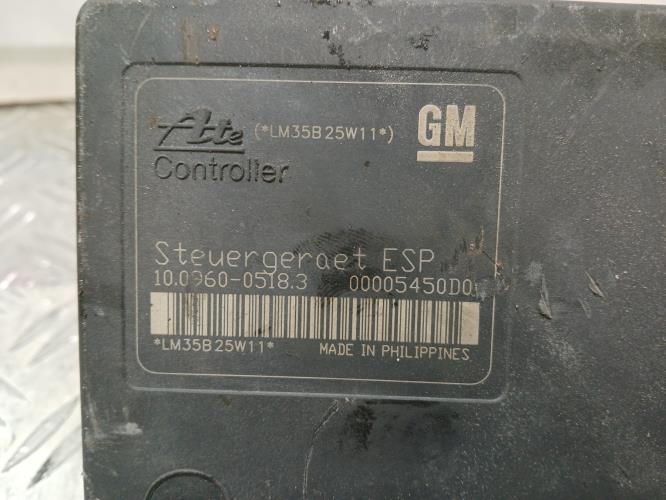 Ate (*LM35B25W11*) GM
Controller
Steuergeraet ESP
10.0960-0518.3 00005450D0
*LM35B25W11* MADE IN PHILIPPINES